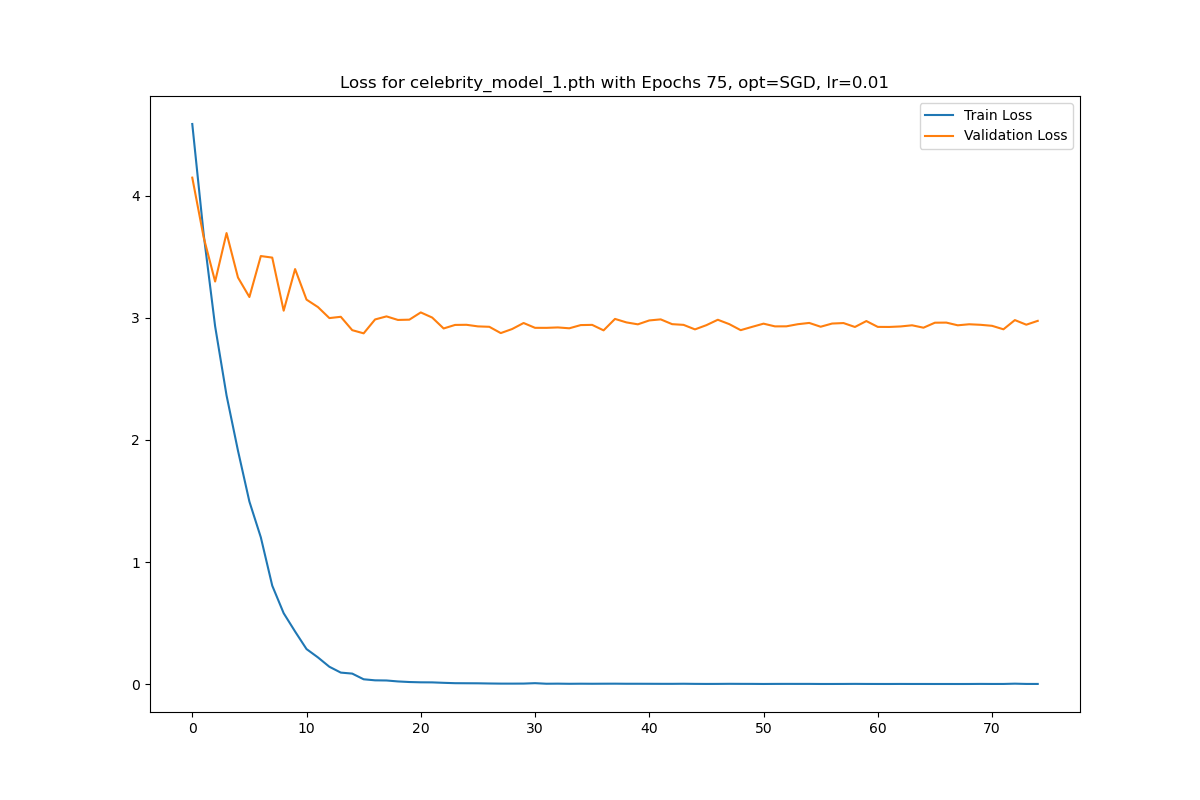 Loss for celebrity_model_1.pth with Epochs 75, opt=SGD, lr=0.01
Train Loss
Validation Loss
4
3
2
1
0
0 10 20 30 40 50 60 70